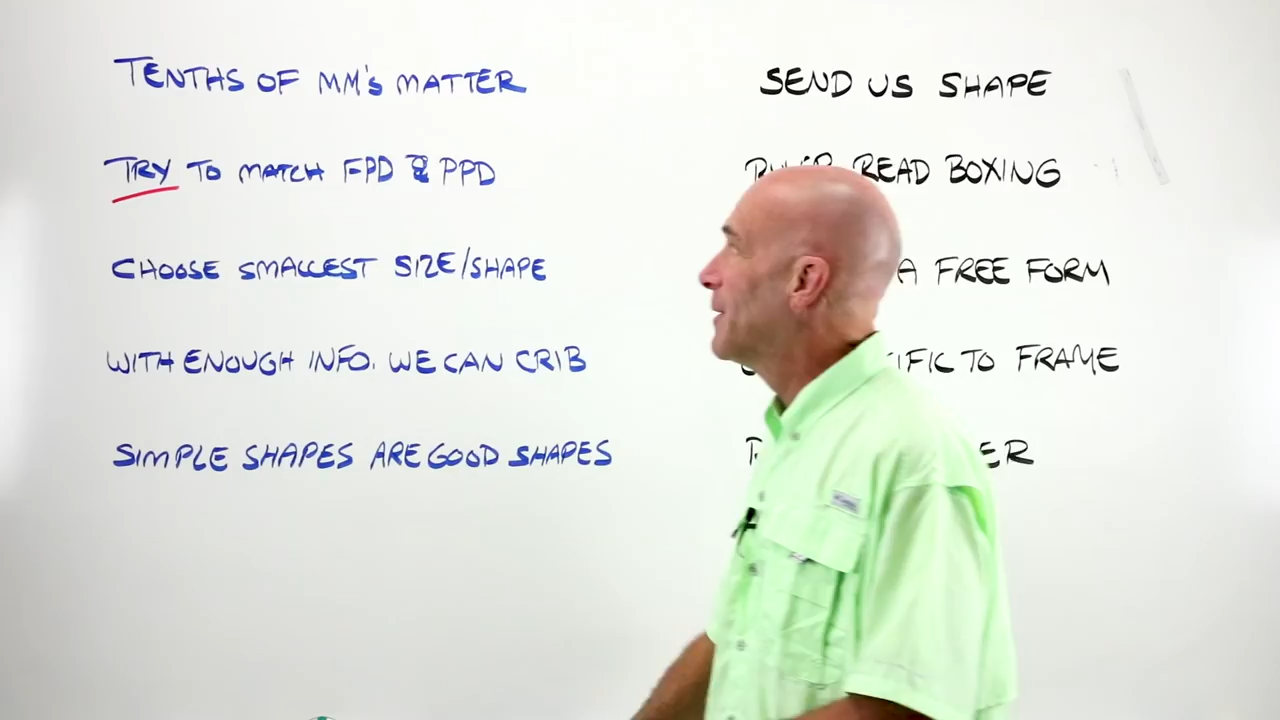 TENTHS OF MM'S MATTER
TRY TO MATCH FPD & PPD
CHOOSE SMALLEST SIZE/SHAPE
WITH ENOUGH INFO. WE CAN CRIB
SIMPLE SHAPES ARE GOOD SHAPES
SEND US SHAPE
READ BOXING
A FREE FORM
TO FRAME